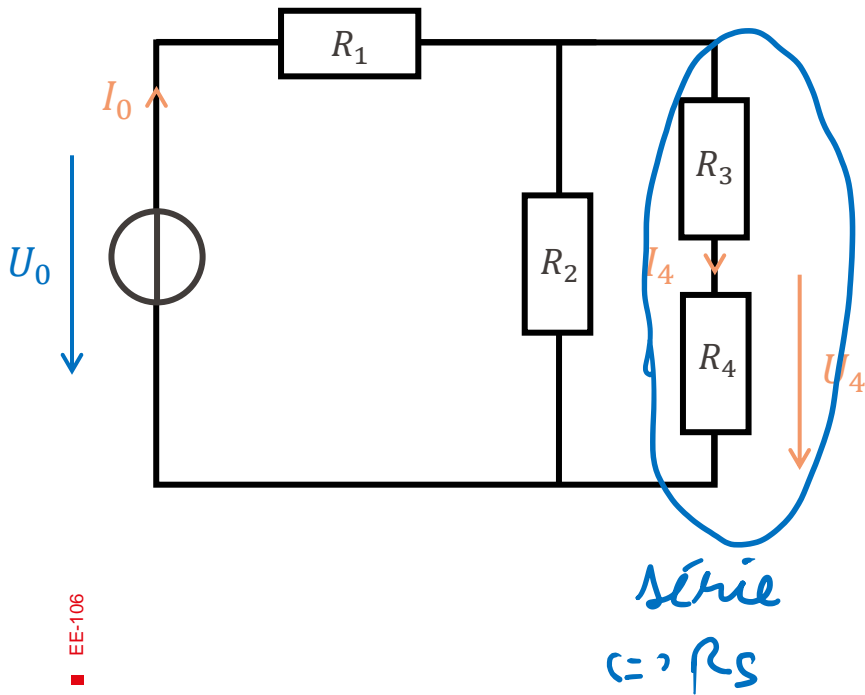 R₁
I₀
R₃
U₀
R₂
I₄
R₄
U₄
série
⇔ RS
■ EE-106